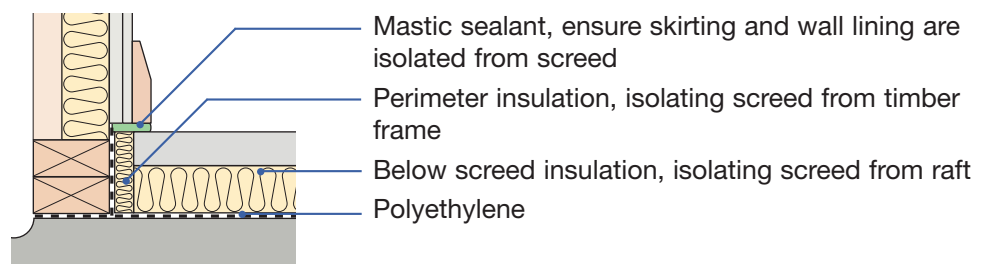 Mastic sealant, ensure skirting and wall lining are
isolated from screed
Perimeter insulation, isolating screed from timber
frame
Below screed insulation, isolating screed from raft
Polyethylene